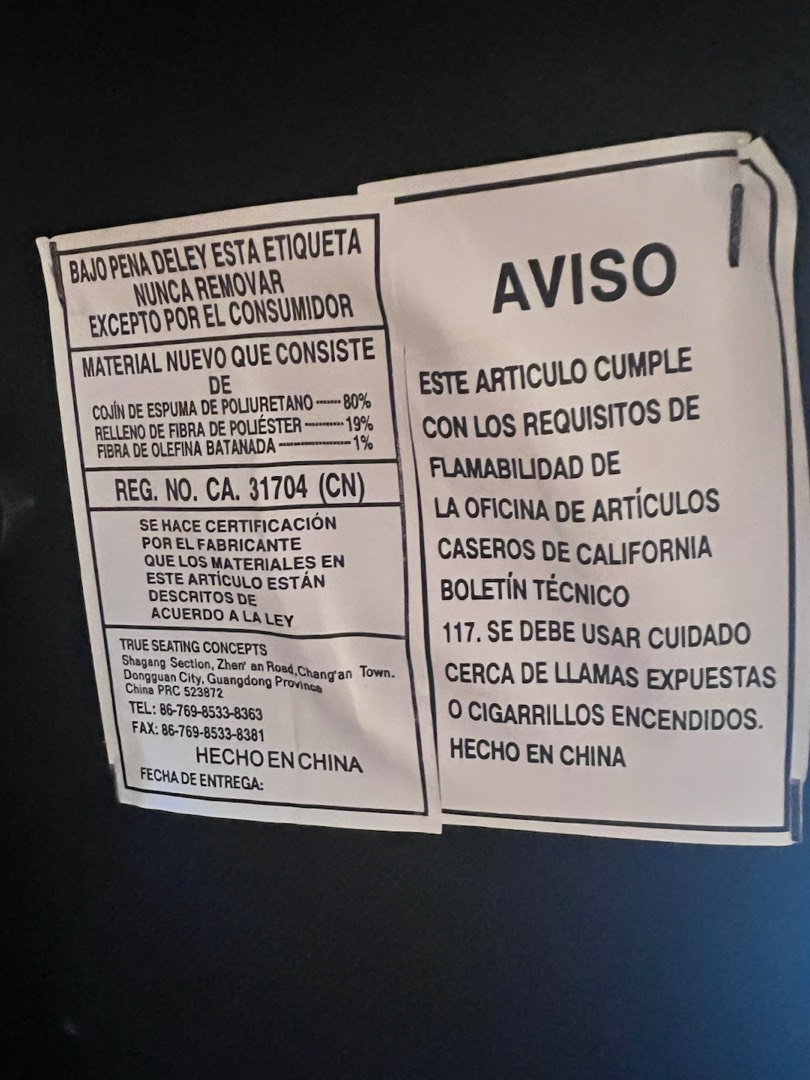 BAJO PENA DELEY ESTA ETIQUETA
NUNCA REMOVAR
EXCEPTO POR EL CONSUMIDOR
MATERIAL NUEVO QUE CONSISTE
DE
COJÍN DE ESPUMA DE POLIURETANO ------ 80%
RELLENO DE FIBRA DE POLIÉSTER ---------- 19%
FIBRA DE OLEFINA BATANADA ------------------ 1%
REG. NO. CA. 31704 (CN)
SE HACE CERTIFICACIÓN
POR EL FABRICANTE
QUE LOS MATERIALES EN
ESTE ARTÍCULO ESTÁN
DESCRITOS DE
ACUERDO A LA LEY
TRUE SEATING CONCEPTS
Shagang Section, Zhen' an Road,Chang'an Town.
Dongguan City, Guangdong Province
China PRC 523872
TEL: 86-769-8533-8363
FAX: 86-769-8533-8381
HECHO EN CHINA
FECHA DE ENTREGA:
AVISO
ESTE ARTICULO CUMPLE
CON LOS REQUISITOS DE
FLAMABILIDAD DE
LA OFICINA DE ARTÍCULOS
CASEROS DE CALIFORNIA
BOLETÍN TÉCNICO
117. SE DEBE USAR CUIDADO
CERCA DE LLAMAS EXPUESTAS
O CIGARRILLOS ENCENDIDOS.
HECHO EN CHINA